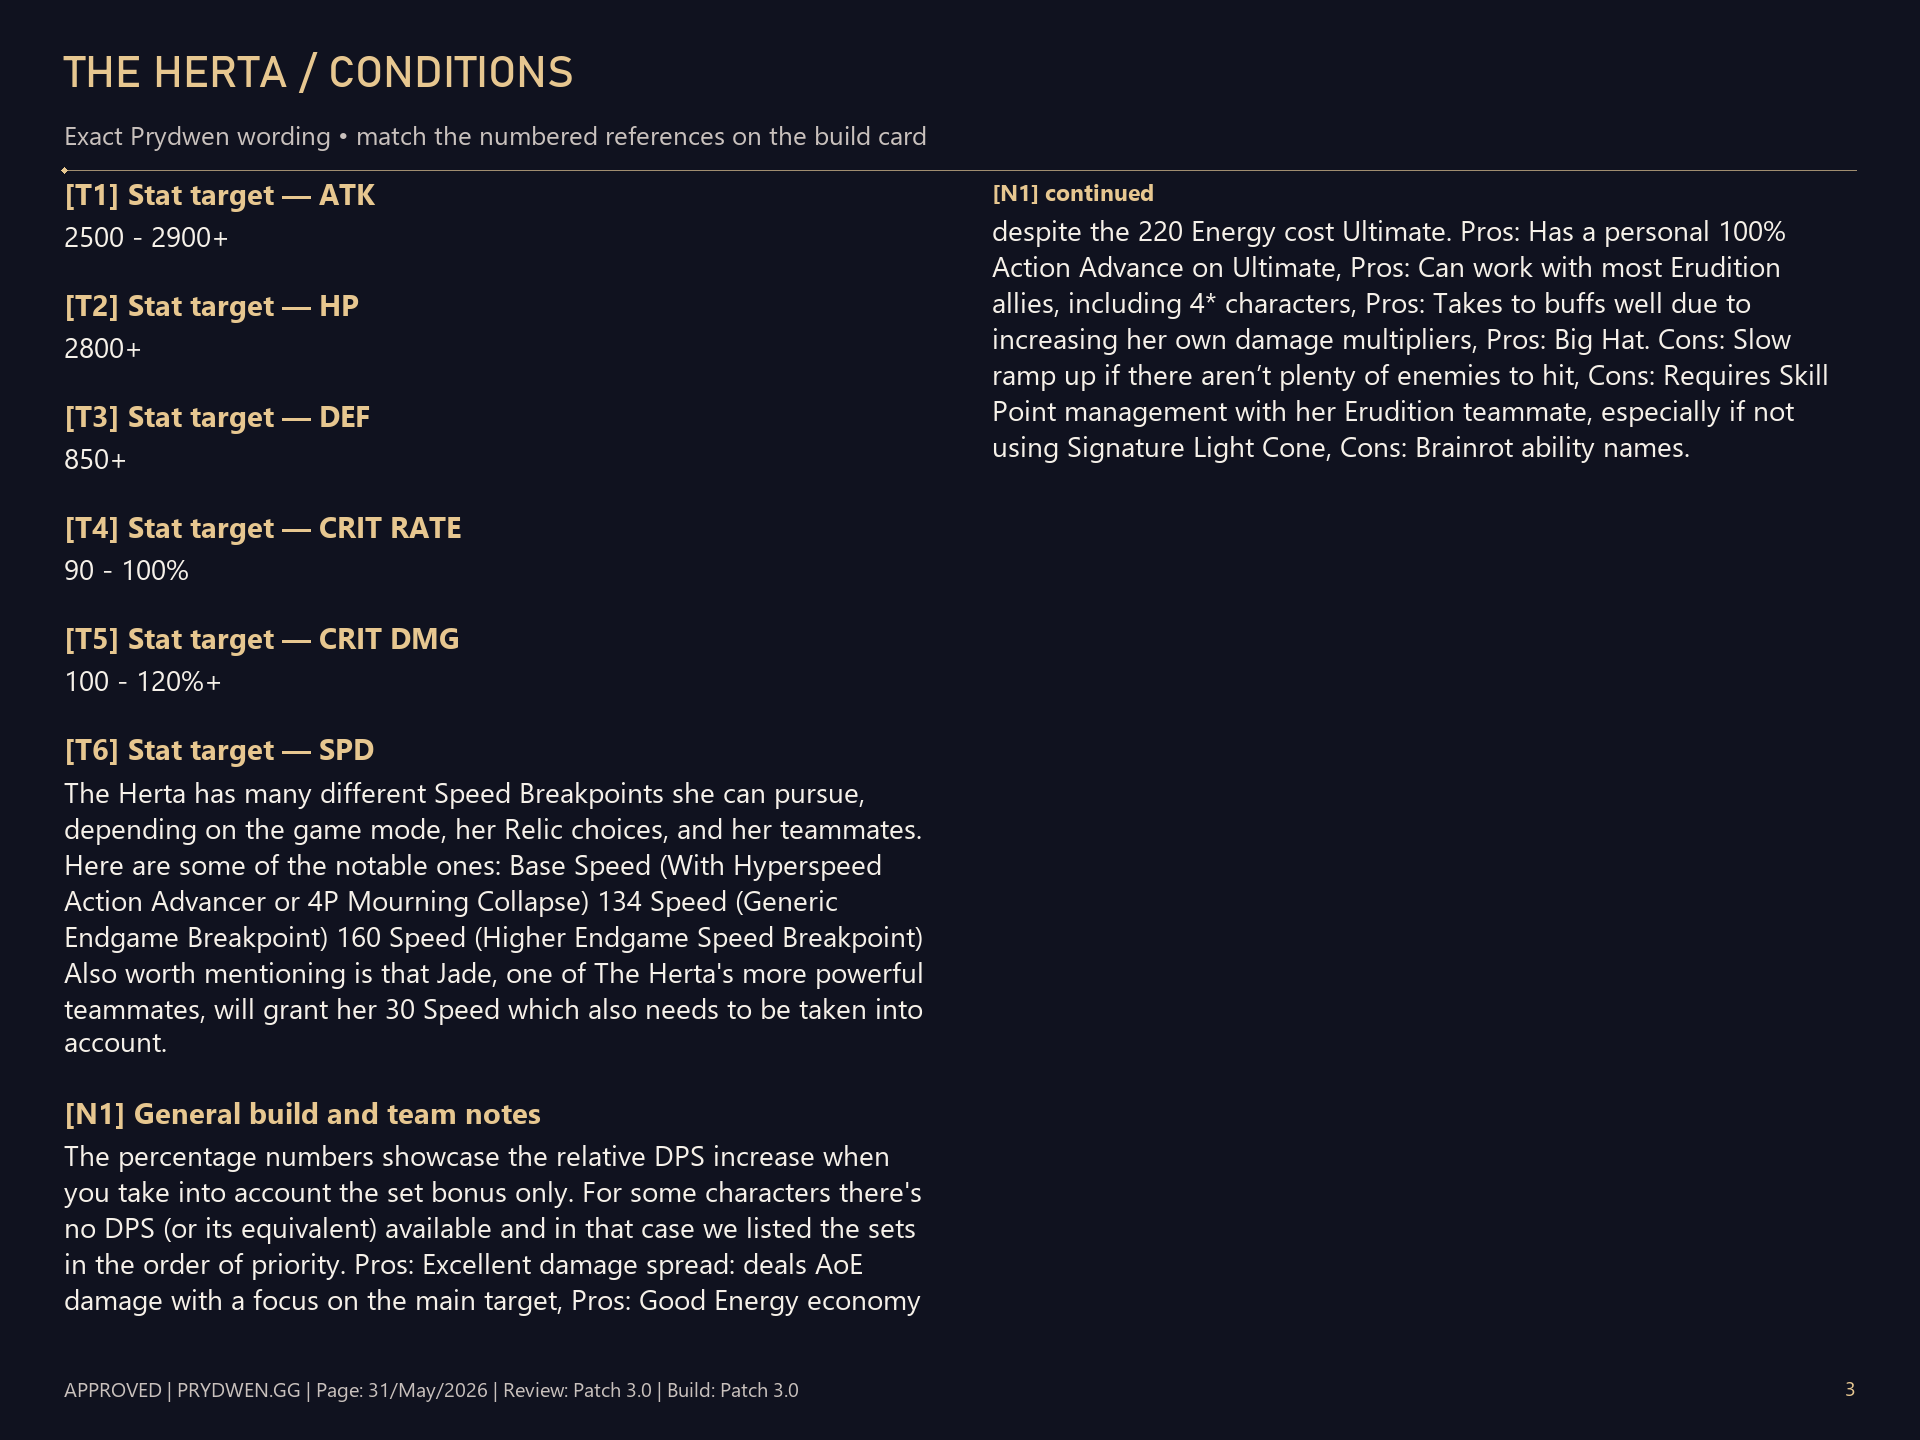 THE HERTA / CONDITIONS
Exact Prydwen wording • match the numbered references on the build card
[T1] Stat target — ATK
2500 - 2900+
[T2] Stat target — HP
2800+
[T3] Stat target — DEF
850+
[T4] Stat target — CRIT RATE
90 - 100%
[T5] Stat target — CRIT DMG
100 - 120%+
[T6] Stat target — SPD
The Herta has many different Speed Breakpoints she can pursue,
depending on the game mode, her Relic choices, and her teammates.
Here are some of the notable ones: Base Speed (With Hyperspeed
Action Advancer or 4P Mourning Collapse) 134 Speed (Generic
Endgame Breakpoint) 160 Speed (Higher Endgame Speed Breakpoint)
Also worth mentioning is that Jade, one of The Herta's more powerful
teammates, will grant her 30 Speed which also needs to be taken into
account.
[N1] General build and team notes
The percentage numbers showcase the relative DPS increase when
you take into account the set bonus only. For some characters there's
no DPS (or its equivalent) available and in that case we listed the sets
in the order of priority. Pros: Excellent damage spread: deals AoE
damage with a focus on the main target, Pros: Good Energy economy
[N1] continued
despite the 220 Energy cost Ultimate. Pros: Has a personal 100%
Action Advance on Ultimate, Pros: Can work with most Erudition
allies, including 4* characters, Pros: Takes to buffs well due to
increasing her own damage multipliers, Pros: Big Hat. Cons: Slow
ramp up if there aren’t plenty of enemies to hit, Cons: Requires Skill
Point management with her Erudition teammate, especially if not
using Signature Light Cone, Cons: Brainrot ability names.
APPROVED | PRYDWEN.GG | Page: 31/May/2026 | Review: Patch 3.0 | Build: Patch 3.0
3